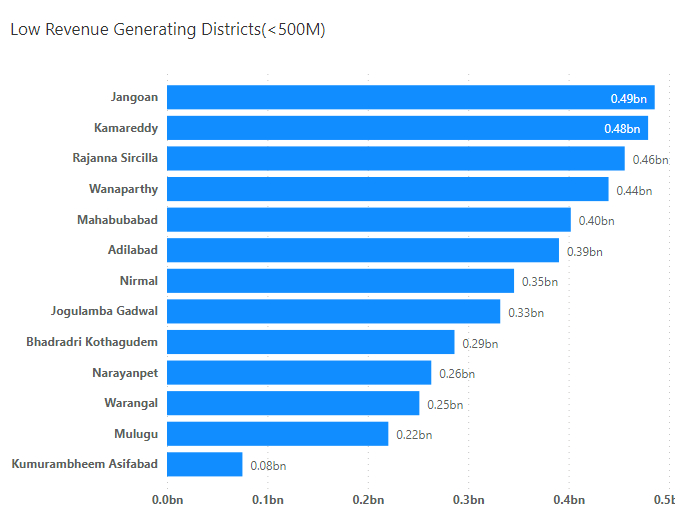 Low Revenue Generating Districts(<500M)
Jangoan 0.49bn
Kamareddy 0.48bn
Rajanna Sircilla 0.46bn
Wanaparthy 0.44bn
Mahabubabad 0.40bn
Adilabad 0.39bn
Nirmal 0.35bn
Jogulamba Gadwal 0.33bn
Bhadradri Kothagudem 0.29bn
Narayanpet 0.26bn
Warangal 0.25bn
Mulugu 0.22bn
Kumurambheem Asifabad 0.08bn
0.0bn 0.1bn 0.2bn 0.3bn 0.4bn